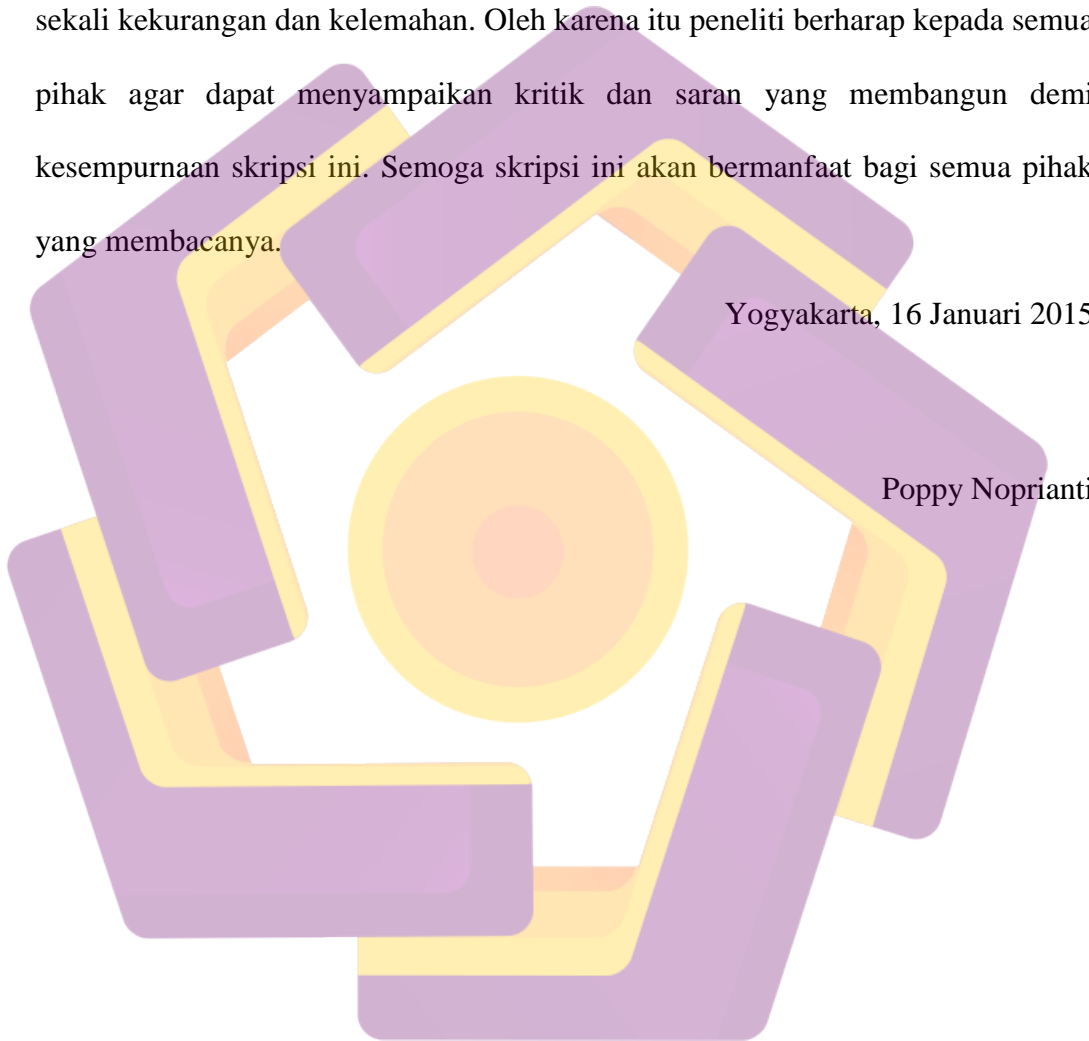 sekali kekurangan dan kelemahan. Oleh karena itu peneliti berharap kepada semua
pihak agar dapat menyampaikan kritik dan saran yang membangun demi
kesempurnaan skripsi ini. Semoga skripsi ini akan bermanfaat bagi semua pihak
yang membacanya.
Yogyakarta, 16 Januari 2015
Poppy Noprianti